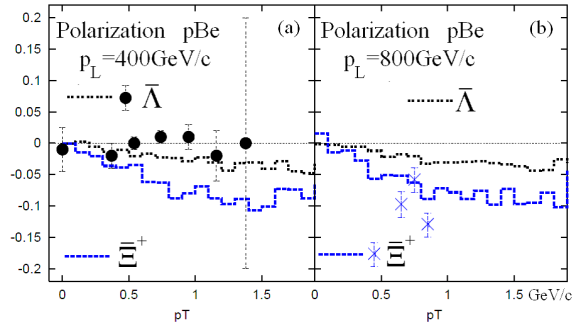 Polarization pBe (a)
p_L=400GeV/c
Λ̄
Ξ̄⁺
0.2
0.15
0.1
0.05
0
-0.05
-0.1
-0.15
-0.2
0 0.5 1 1.5
pT
Polarization pBe (b)
p_L=800GeV/c
Λ̄
Ξ̄⁺
0 0.5 1 1.5 GeV/c
pT